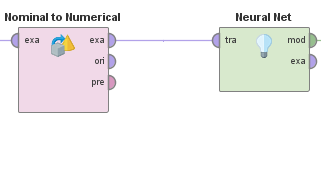 Nominal to Numerical
exa
exa
ori
pre
Neural Net
tra
mod
exa